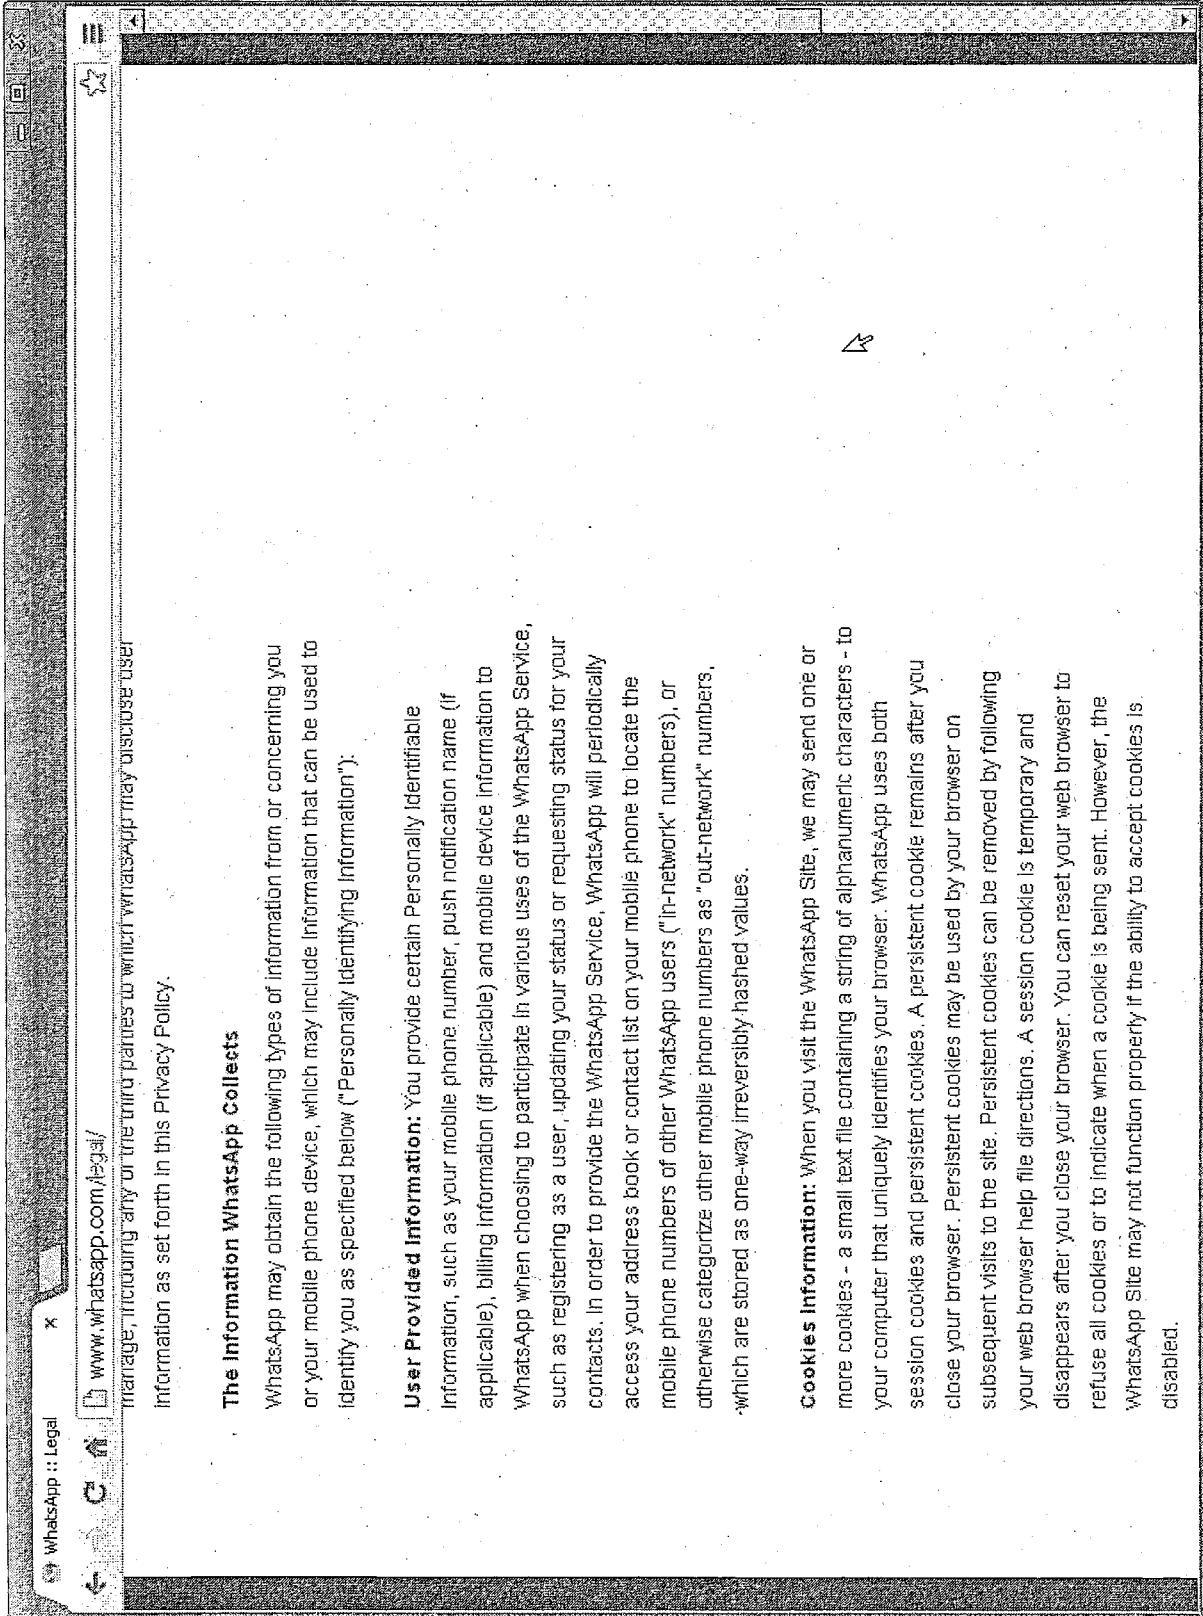 WhatsApp :: Legal
www.whatsapp.com/legal/
manage, including any of the third parties to which WhatsApp may disclose user
information as set forth in this Privacy Policy.
The Information WhatsApp Collects
WhatsApp may obtain the following types of information from or concerning you
or your mobile phone device, which may include information that can be used to
identify you as specified below ("Personally Identifying Information"):
User Provided Information: You provide certain Personally Identifiable
Information, such as your mobile phone number, push notification name (if
applicable), billing information (if applicable) and mobile device information to
WhatsApp when choosing to participate in various uses of the WhatsApp Service,
such as registering as a user, updating your status or requesting status for your
contacts. In order to provide the WhatsApp Service, WhatsApp will periodically
access your address book or contact list on your mobile phone to locate the
mobile phone numbers of other WhatsApp users ("in-network" numbers), or
otherwise categorize other mobile phone numbers as "out-network" numbers,
which are stored as one-way irreversibly hashed values.
Cookies Information: When you visit the WhatsApp Site, we may send one or
more cookies - a small text file containing a string of alphanumeric characters - to
your computer that uniquely identifies your browser. WhatsApp uses both
session cookies and persistent cookies. A persistent cookie remains after you
close your browser. Persistent cookies may be used by your browser on
subsequent visits to the site. Persistent cookies can be removed by following
your web browser help file directions. A session cookie is temporary and
disappears after you close your browser. You can reset your web browser to
refuse all cookies or to indicate when a cookie is being sent. However, the
WhatsApp Site may not function properly if the ability to accept cookies is
disabled.